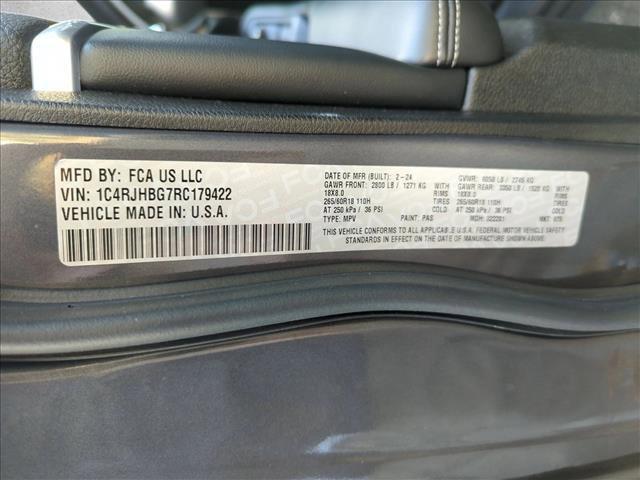 MFD BY: FCA US LLC
VIN: 1C4RJHBG7RC179422
VEHICLE MADE IN: U.S.A.
DATE OF MFR (BUILT): 2-24
GAWR FRONT: 2800 LB / 1271 KG
18X8.0 RIMS
265/60R18 110H TIRES
AT 250 kPa / 36 PSI COLD
TYPE: MPV PAINT: PAS
GVWR: 6050 LB / 2745 KG
GAWR REAR: 3350 LB / 1520 KG
18X8.0 RIMS
265/60R18 110H TIRES
AT 250 kPa / 36 PSI COLD
MDH: 022281
THIS VEHICLE CONFORMS TO ALL APPLICABLE U.S.A. FEDERAL MOTOR VEHICLE SAFETY
STANDARDS IN EFFECT ON THE DATE OF MANUFACTURE SHOWN ABOVE.